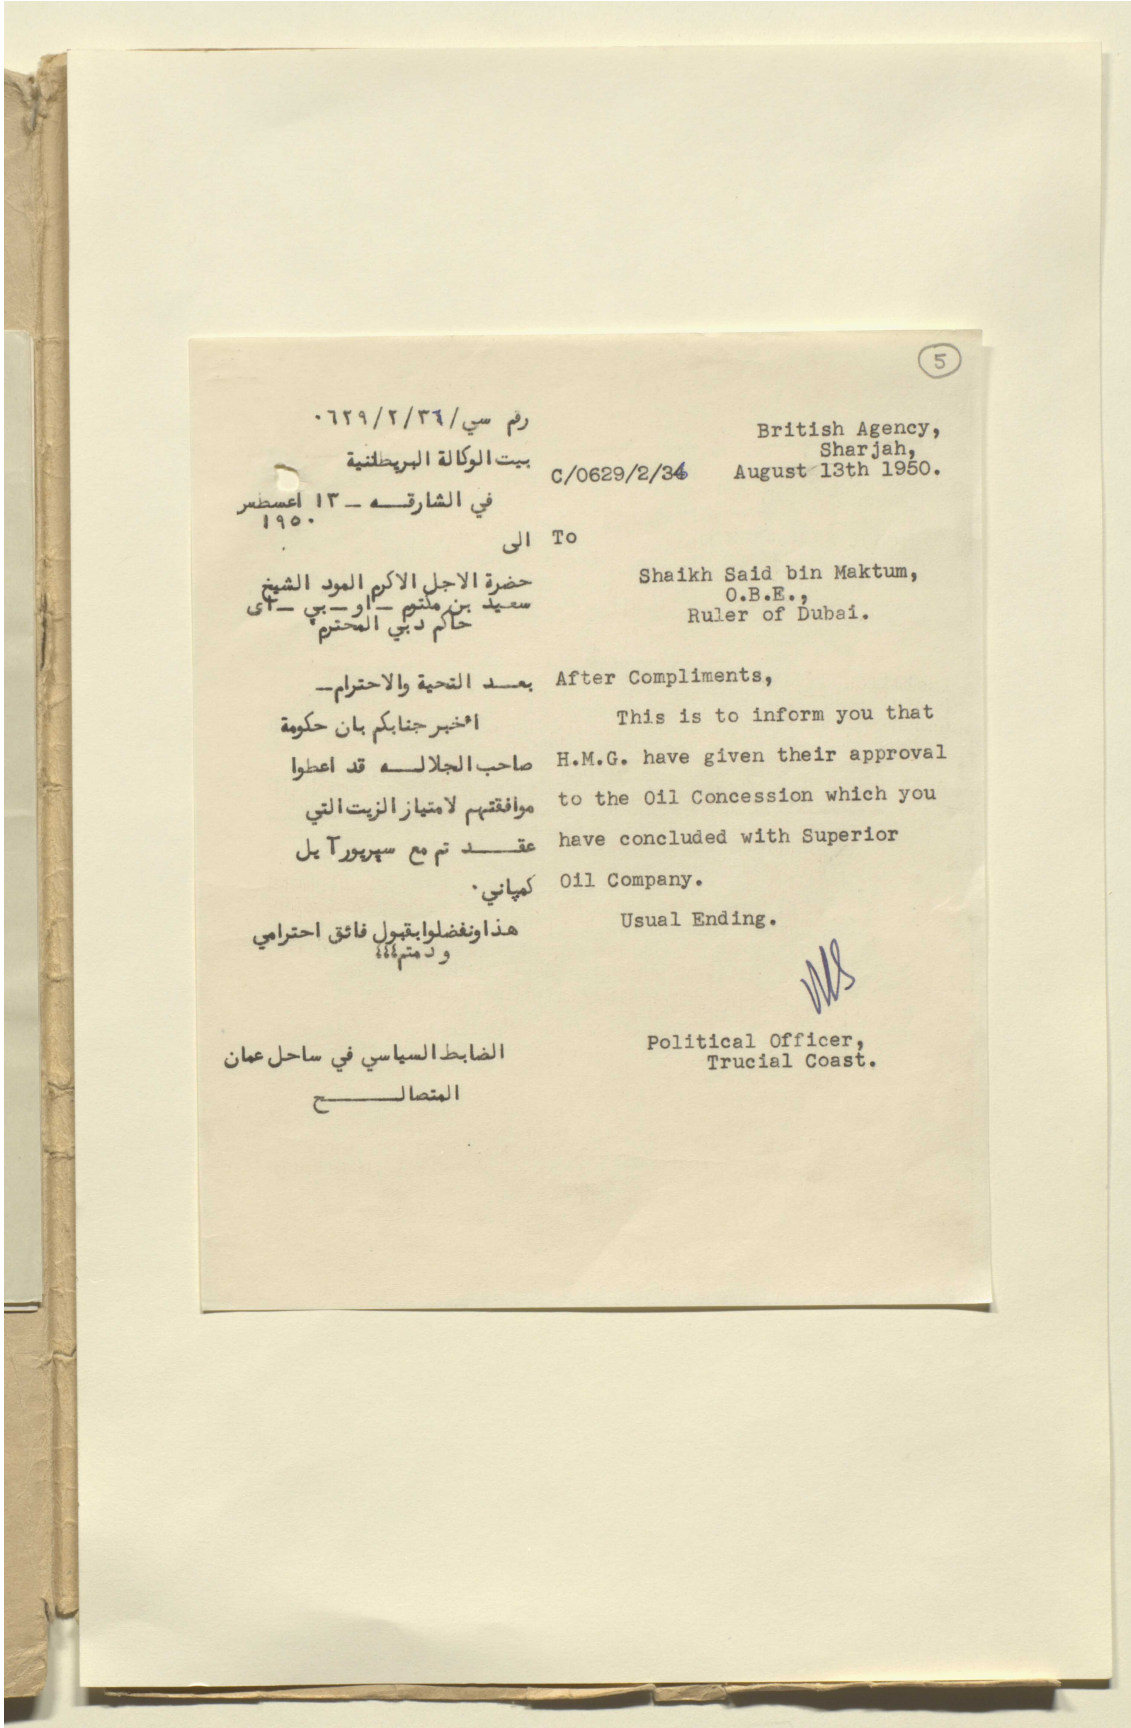 5
British Agency,
Sharjah,
C/0629/2/36 August 13th 1950.
To
Shaikh Said bin Maktum,
O.B.E.,
Ruler of Dubai.
After Compliments,
This is to inform you that
H.M.G. have given their approval
to the Oil Concession which you
have concluded with Superior
Oil Company.
Usual Ending.
Political Officer,
Trucial Coast.
رقم سي/٠٦٢٩/٢/٣٦
بيت الوكالة البريطانية
في الشارقـــه – ١٣ اغسطس
١٩٥٠
الى
حضرة الاجل الاكرم المود الشيخ
سعيد بن مكتوم – او – بي – آى
حاكم دبي المحترم
بعـــد التحية والاحترام–
اخبر جنابكم بان حكومة
صاحب الجلالـــه قد اعطوا
موافقتهم لامتياز الزيت التي
عقـــد تم مع سپريور آيل
كمپاني٠
هذا وتفضلوا بقبول فائق احترامي
ودمتم؛؛؛
الضابط السياسي في ساحل عمان
المتصالـــــح